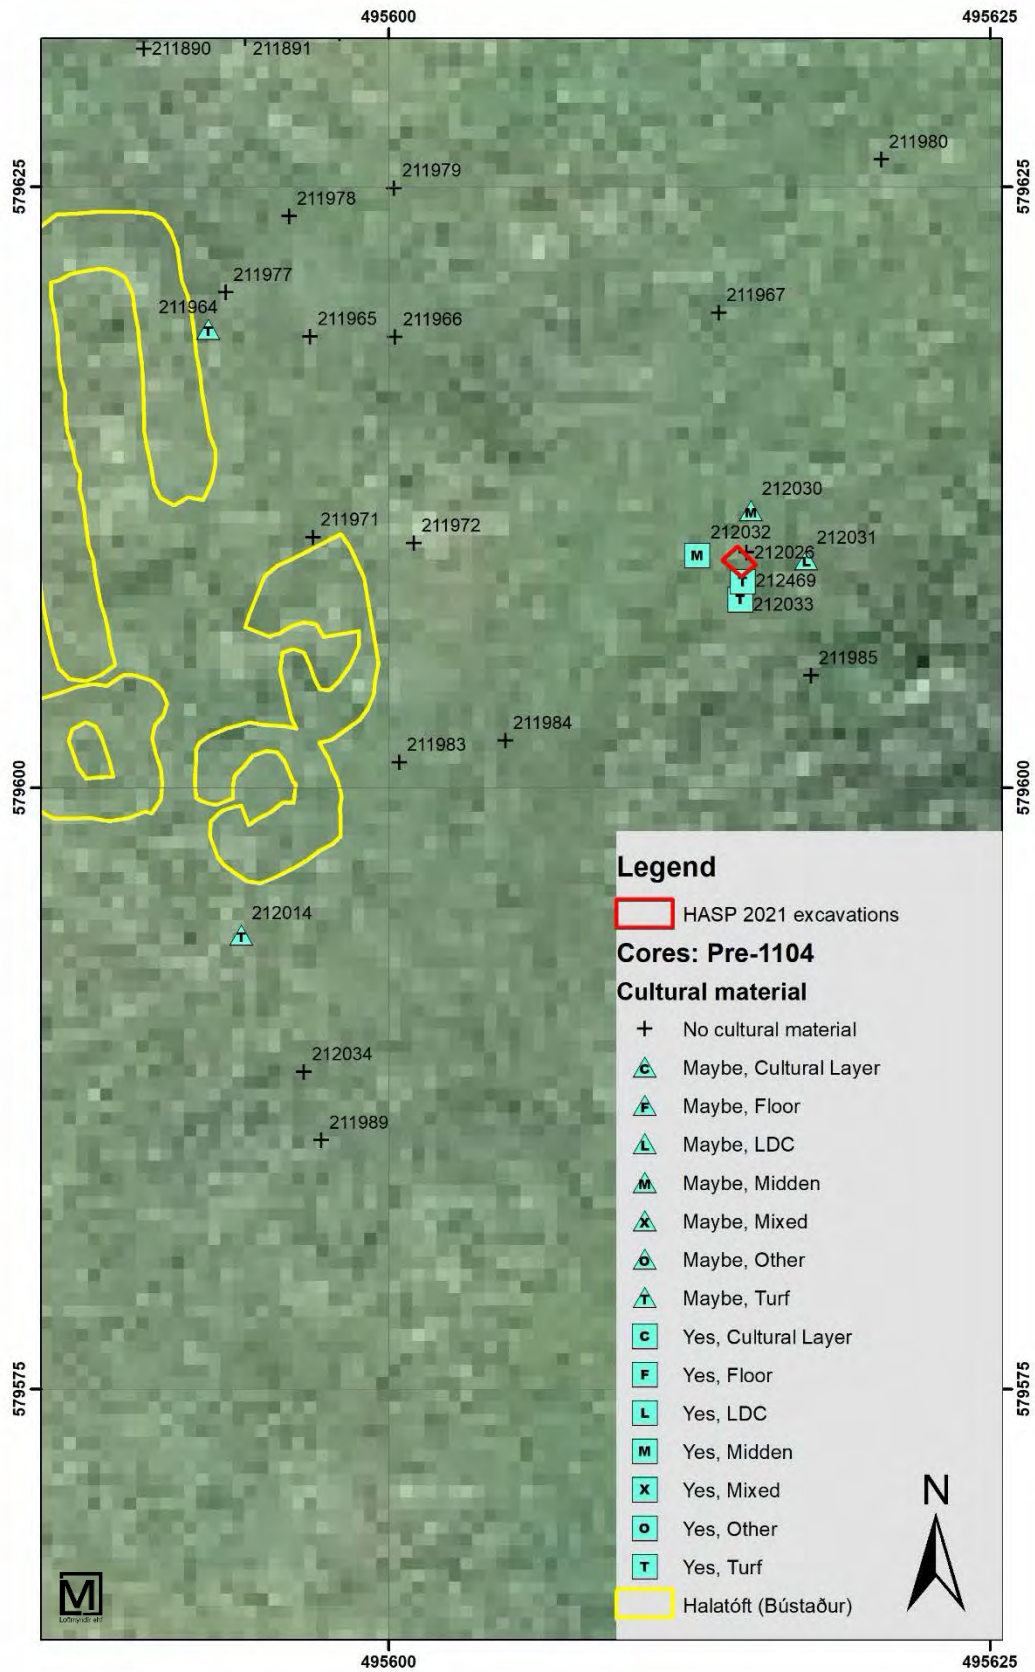 495600
495625
211890
211891
211980
579625
579625
211979
211978
211977
211964
211965
211966
211967
T
212030
M
211971
211972
212032
212031
M
212026
L
T
212469
T
212033
211985
211984
211983
579600
579600
212014
T
212034
211989
Legend
HASP 2021 excavations
Cores: Pre-1104
Cultural material
No cultural material
C Maybe, Cultural Layer
F Maybe, Floor
L Maybe, LDC
M Maybe, Midden
X Maybe, Mixed
O Maybe, Other
T Maybe, Turf
C Yes, Cultural Layer
F Yes, Floor
L Yes, LDC
M Yes, Midden
X Yes, Mixed
O Yes, Other
T Yes, Turf
Halatóft (Bústaður)
N
579575
579575
M
Loftmyndir ehf
495600
495625